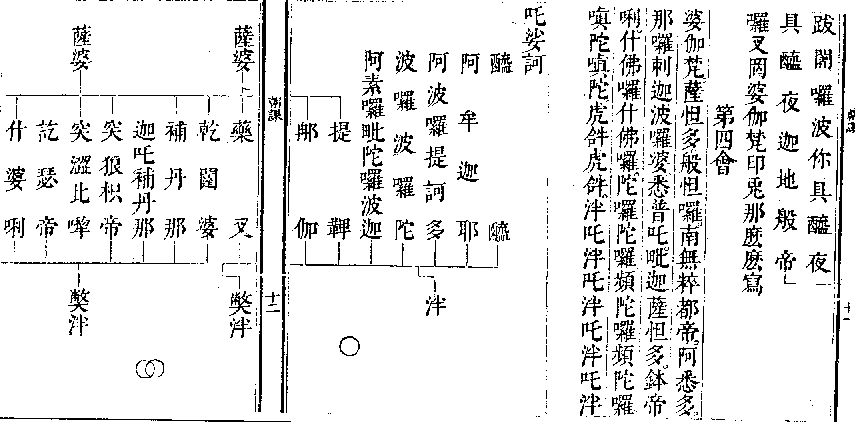 跋闍囉波你具醯夜
具醯夜迦地般帝
囉叉罔婆伽梵印兎那麽麽寫
第四會
婆伽梵薩怛多般怛囉。南無粹都帝。阿悉多。
那囉剌迦波囉婆悉普吒毗迦薩怛多。鉢帝
唎什佛囉什佛囉陀囉陀囉頻陀囉頻陀囉
嗔陀嗔陀虎𤙖虎𤙖泮吒泮吒泮吒泮吒泮
吒娑訶
醯 醯
阿牟迦耶
阿波囉提訶多
波囉波囉陀
阿素囉毗陀囉波迦
泮
提鞞
那伽
朝課
十二
薩婆
藥叉
乾闥婆
補丹那
迦吒補丹那
突狼枳帝
突澀比
訖瑟帝
什婆唎
薩婆
弊泮
弊泮